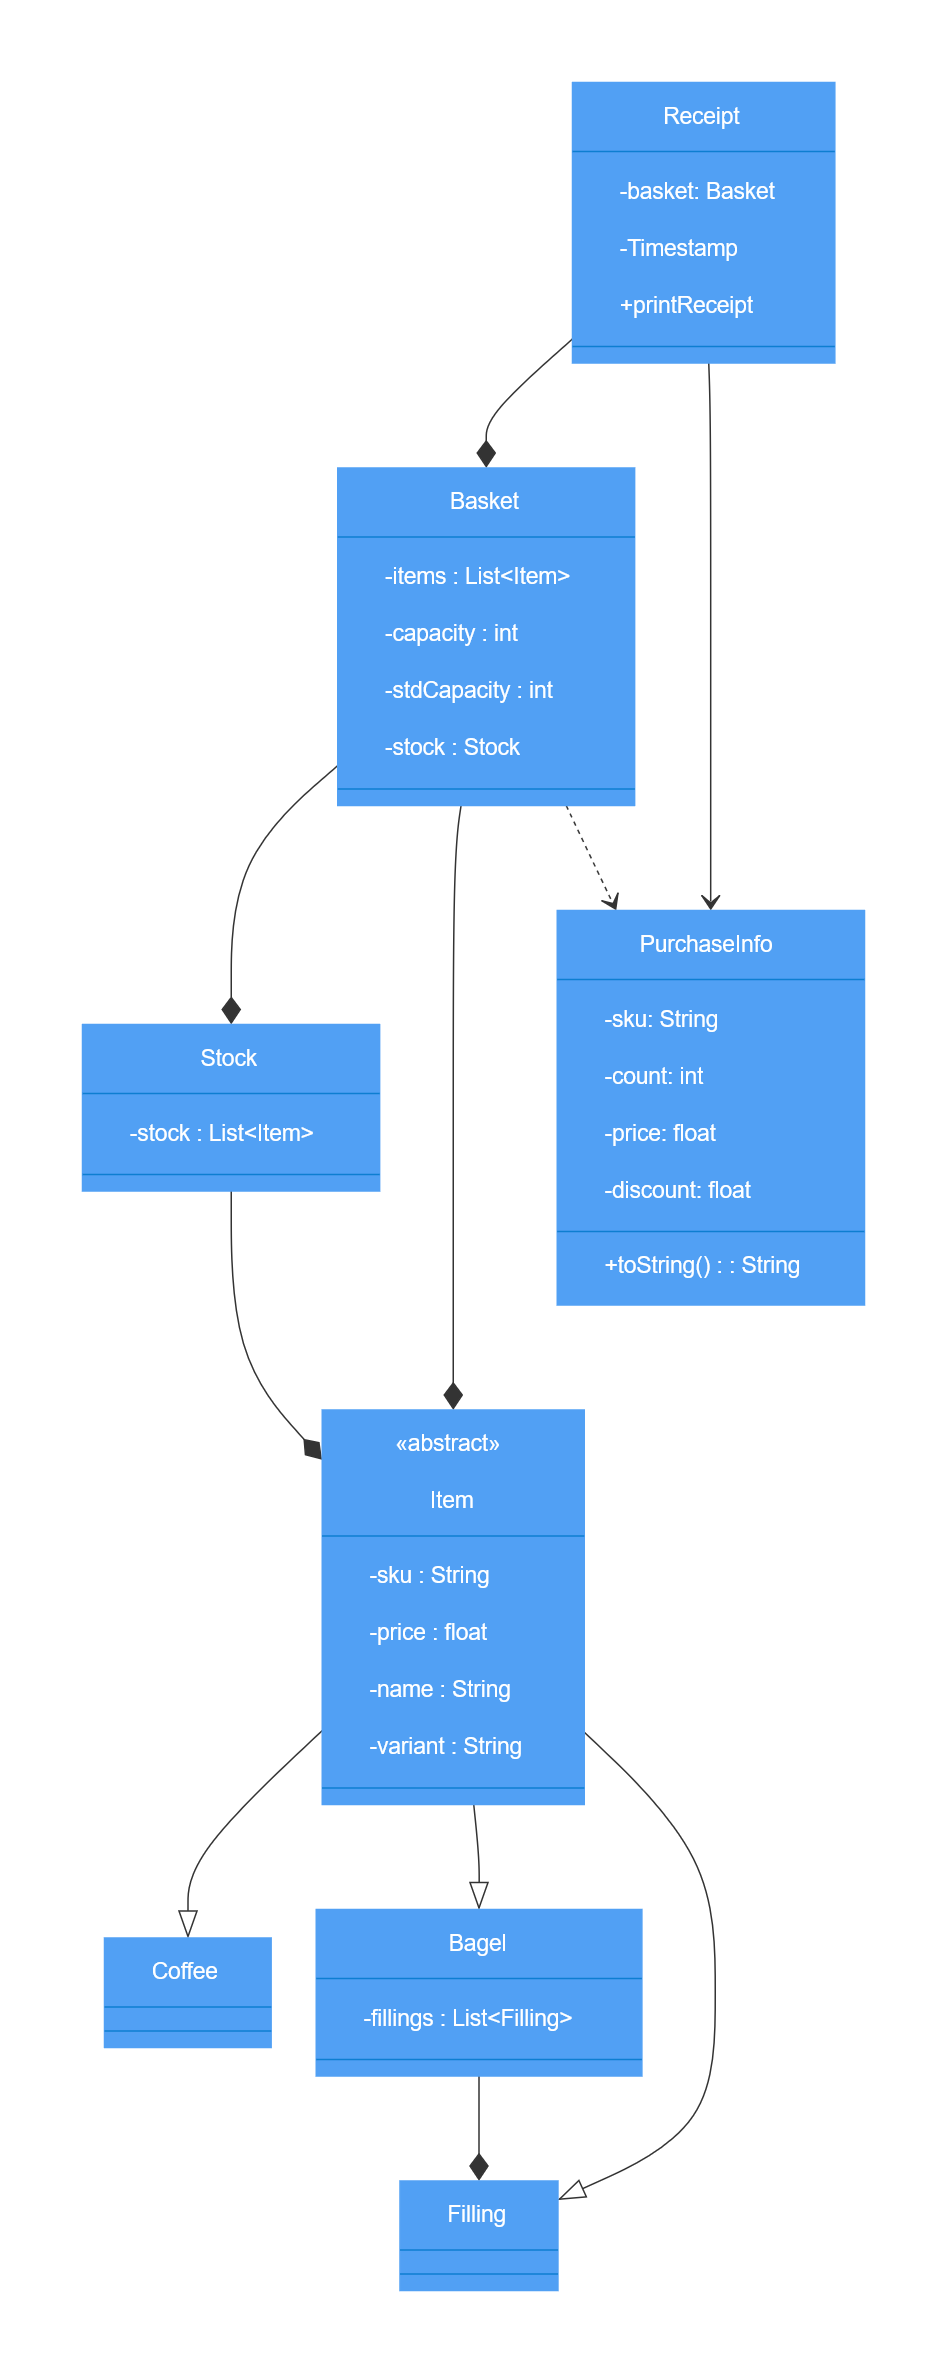 Receipt
-basket: Basket
-Timestamp
+printReceipt
Basket
-items : List<Item>
-capacity : int
-stdCapacity : int
-stock : Stock
PurchaseInfo
-sku: String
-count: int
-price: float
-discount: float
+toString() : : String
Stock
-stock : List<Item>
«abstract»
Item
-sku : String
-price : float
-name : String
-variant : String
Coffee
Bagel
-fillings : List<Filling>
Filling